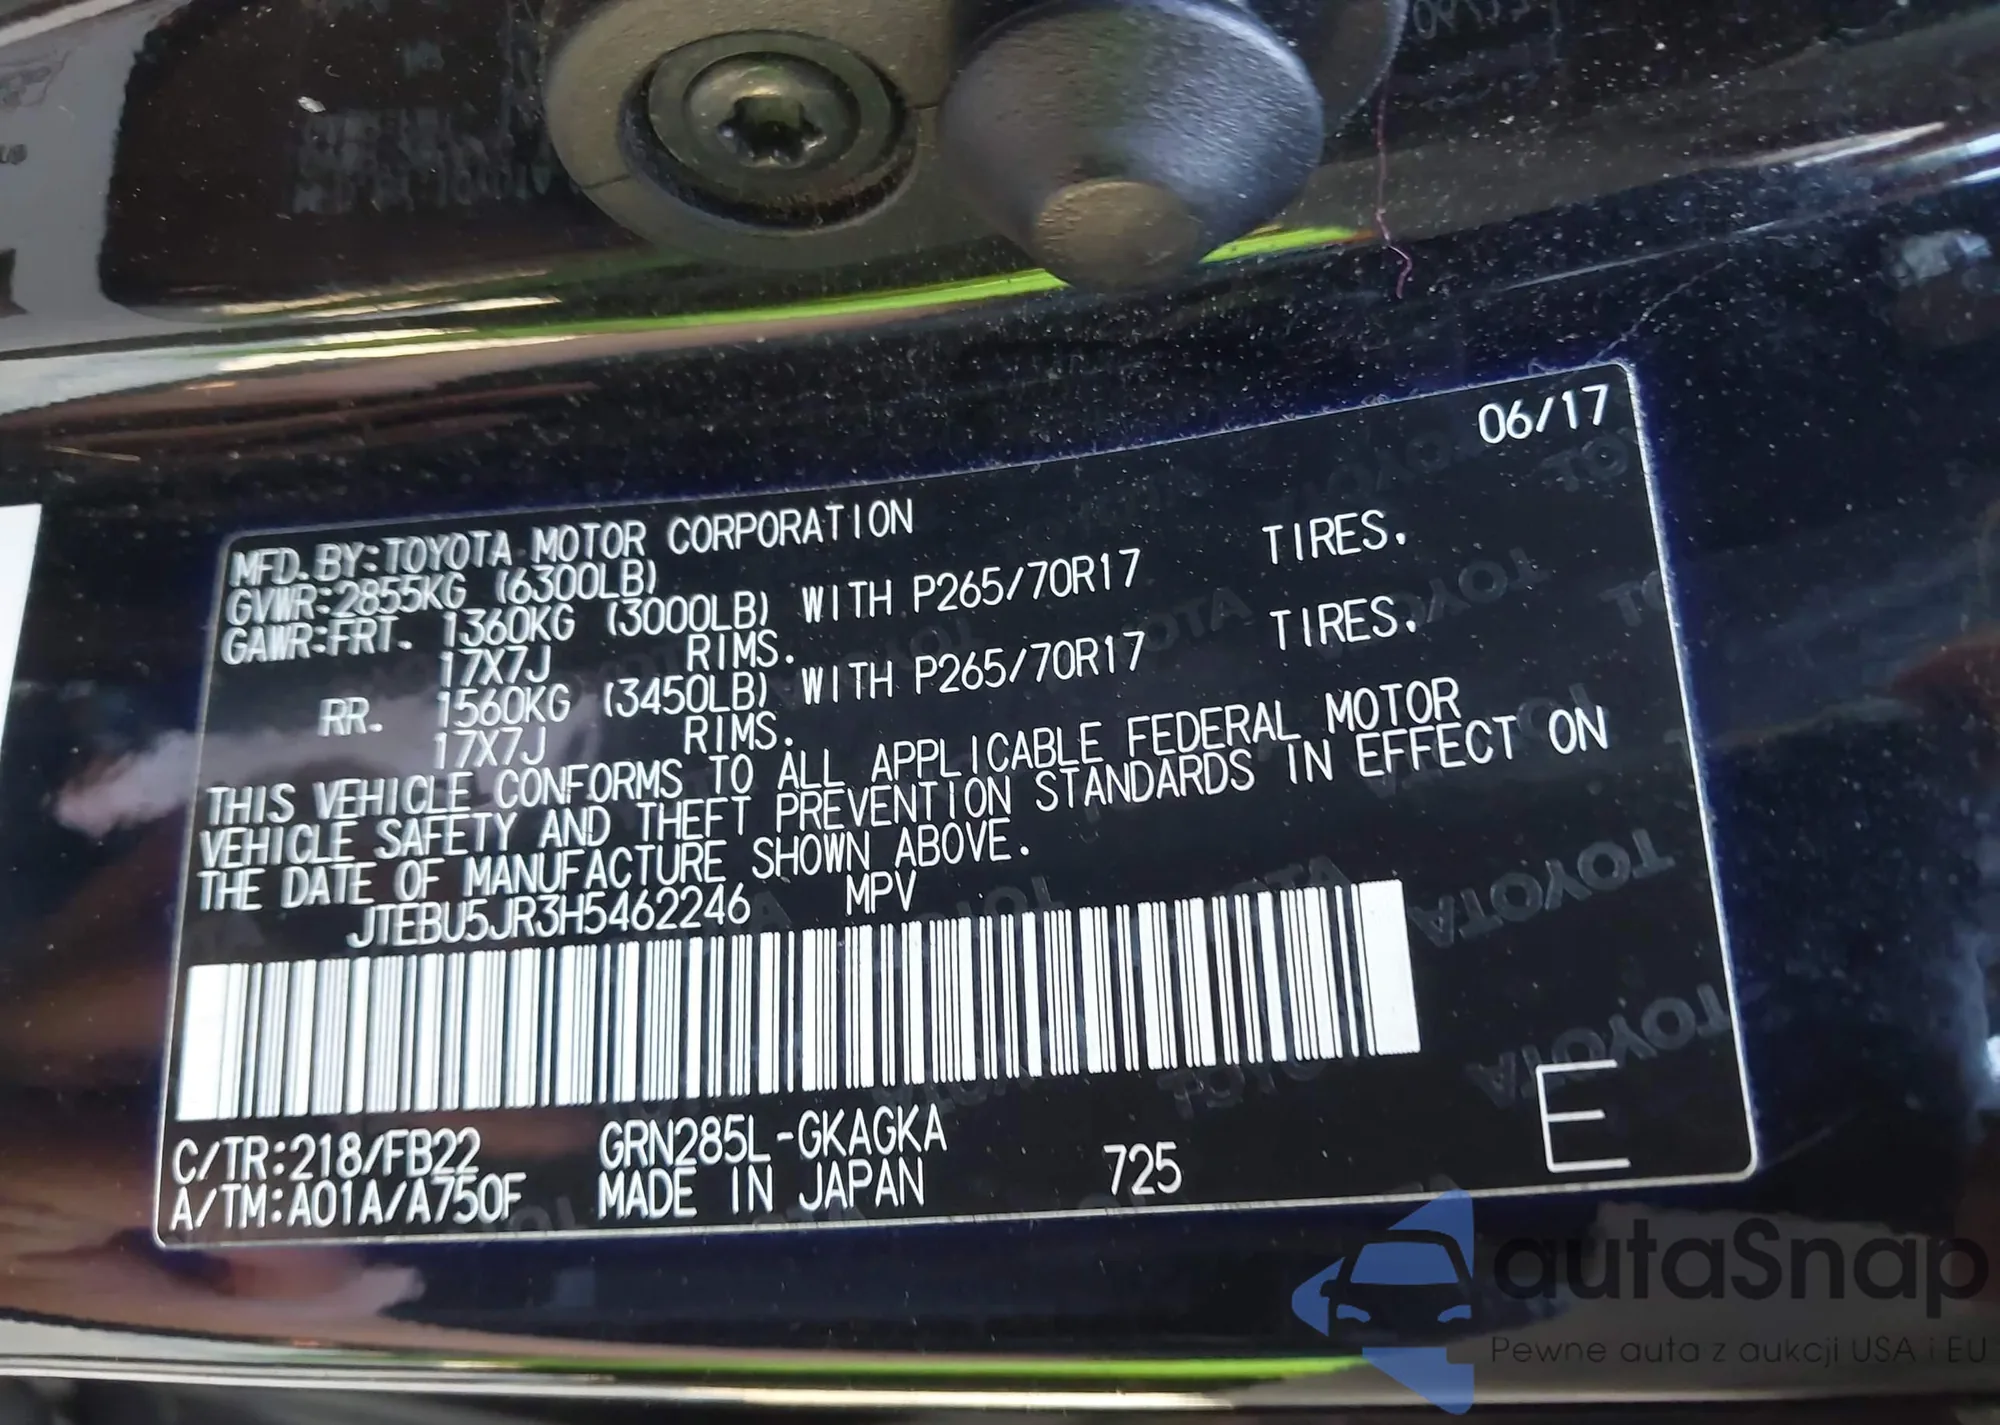 06/17
MFD. BY: TOYOTA MOTOR CORPORATION
GVWR: 2855KG (6300LB)
GAWR: FRT. 1360KG (3000LB) WITH P265/70R17 TIRES.
17X7J RIMS.
RR. 1560KG (3450LB) WITH P265/70R17 TIRES.
17X7J RIMS.
THIS VEHICLE CONFORMS TO ALL APPLICABLE FEDERAL MOTOR
VEHICLE SAFETY AND THEFT PREVENTION STANDARDS IN EFFECT ON
THE DATE OF MANUFACTURE SHOWN ABOVE.
JTEBU5JR3H5462246 MPV
C/TR: 218/FB22 GRN285L-GKAGKA
A/TM: A01A/A750F MADE IN JAPAN 725 E
TOYOTA
TOYOTA
autaSnap
Pewne auta z aukcji USA i EU